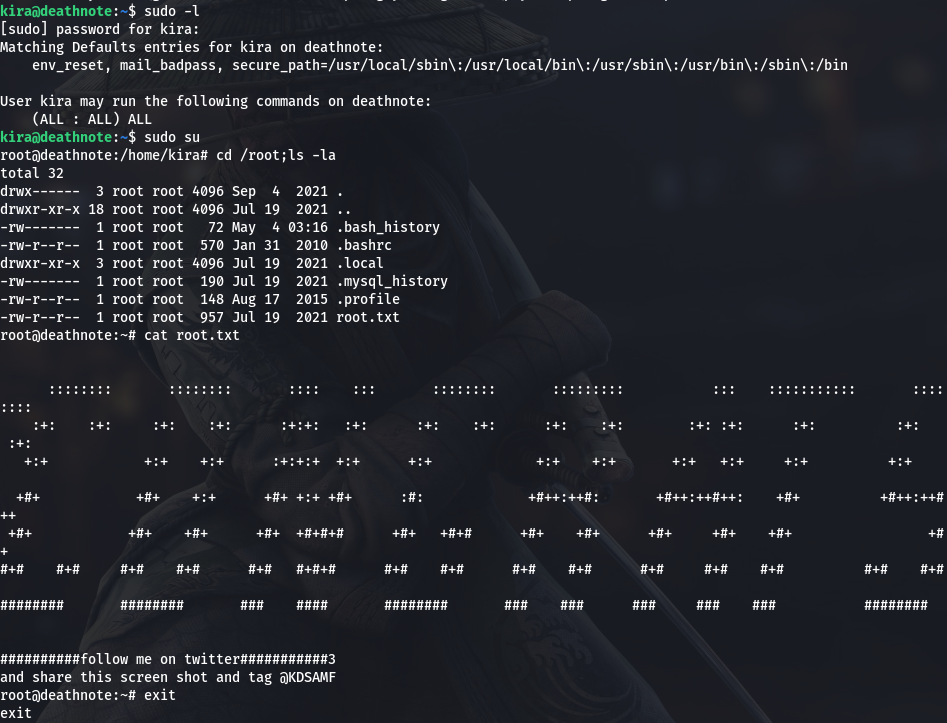 kira@deathnote:~$ sudo -l
[sudo] password for kira:
Matching Defaults entries for kira on deathnote:
    env_reset, mail_badpass, secure_path=/usr/local/sbin\:/usr/local/bin\:/usr/sbin\:/usr/bin\:/sbin\:/bin

User kira may run the following commands on deathnote:
    (ALL : ALL) ALL
kira@deathnote:~$ sudo su
root@deathnote:/home/kira# cd /root;ls -la
total 32
drwx------  3 root root 4096 Sep  4  2021 .
drwxr-xr-x 18 root root 4096 Jul 19  2021 ..
-rw-------  1 root root   72 May  4 03:16 .bash_history
-rw-r--r--  1 root root  570 Jan 31  2010 .bashrc
drwxr-xr-x  3 root root 4096 Jul 19  2021 .local
-rw-------  1 root root  190 Jul 19  2021 .mysql_history
-rw-r--r--  1 root root  148 Aug 17  2015 .profile
-rw-r--r--  1 root root  957 Jul 19  2021 root.txt
root@deathnote:~# cat root.txt

      ::::::::       ::::::::       ::::    :::       ::::::::       :::::::::           :::    :::::::::::       ::::
::::
    :+:    :+:     :+:    :+:      :+:+:   :+:      :+:    :+:      :+:    :+:        :+: :+:      :+:           :+:
 :+:
   +:+            +:+    +:+      :+:+:+  +:+      +:+             +:+    +:+       +:+   +:+     +:+          +:+

  +#+            +#+    +:+      +#+ +:+ +#+      :#:             +#++:++#:       +#++:++#++:    +#+          +#++:++#
++
 +#+            +#+    +#+      +#+  +#+#+#      +#+   +#+#      +#+    +#+      +#+     +#+    +#+                 +#
+
#+#    #+#     #+#    #+#      #+#   #+#+#      #+#    #+#      #+#    #+#      #+#     #+#    #+#          #+#    #+#

########       ########       ###    ####      ########       ###    ###      ###     ###    ###           ########

##########follow me on twitter###########3
and share this screen shot and tag @KDSAMF
root@deathnote:~# exit
exit